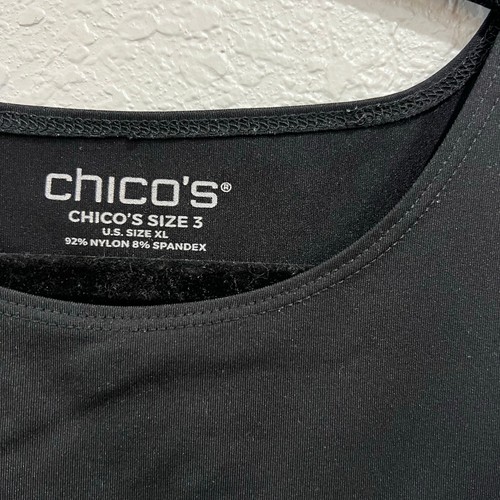 chico's®
CHICO'S SIZE 3
U.S. SIZE XL
92% NYLON 8% SPANDEX